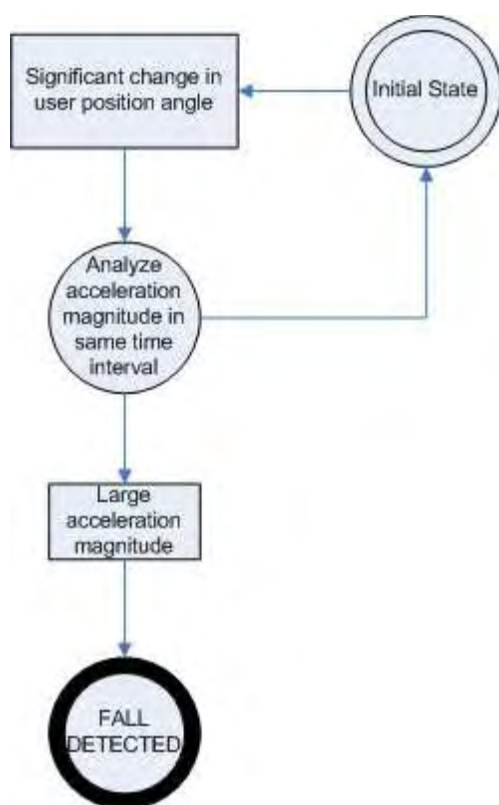 Significant change in
user position angle
Initial State
Analyze
acceleration
magnitude in
same time
interval
Large
acceleration
magnitude
FALL
DETECTED